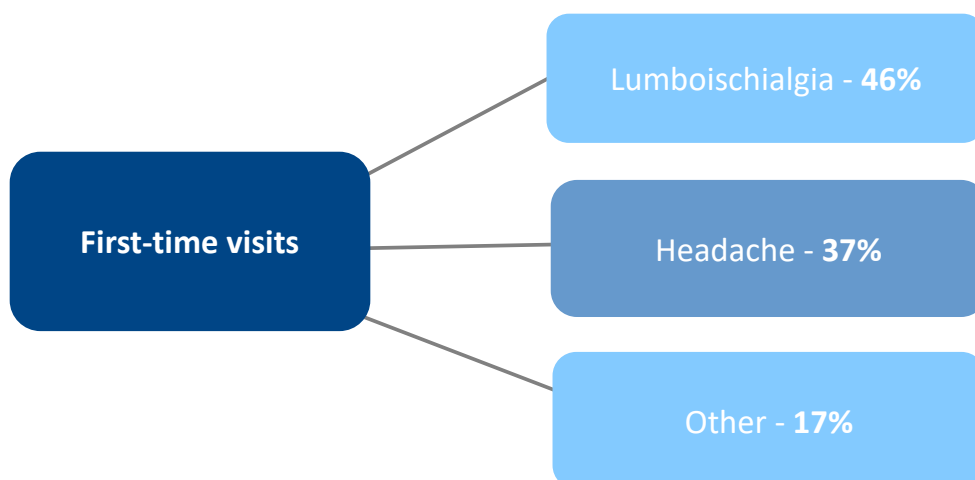 Lumboischialgia - 46%
First-time visits
Headache - 37%
Other - 17%